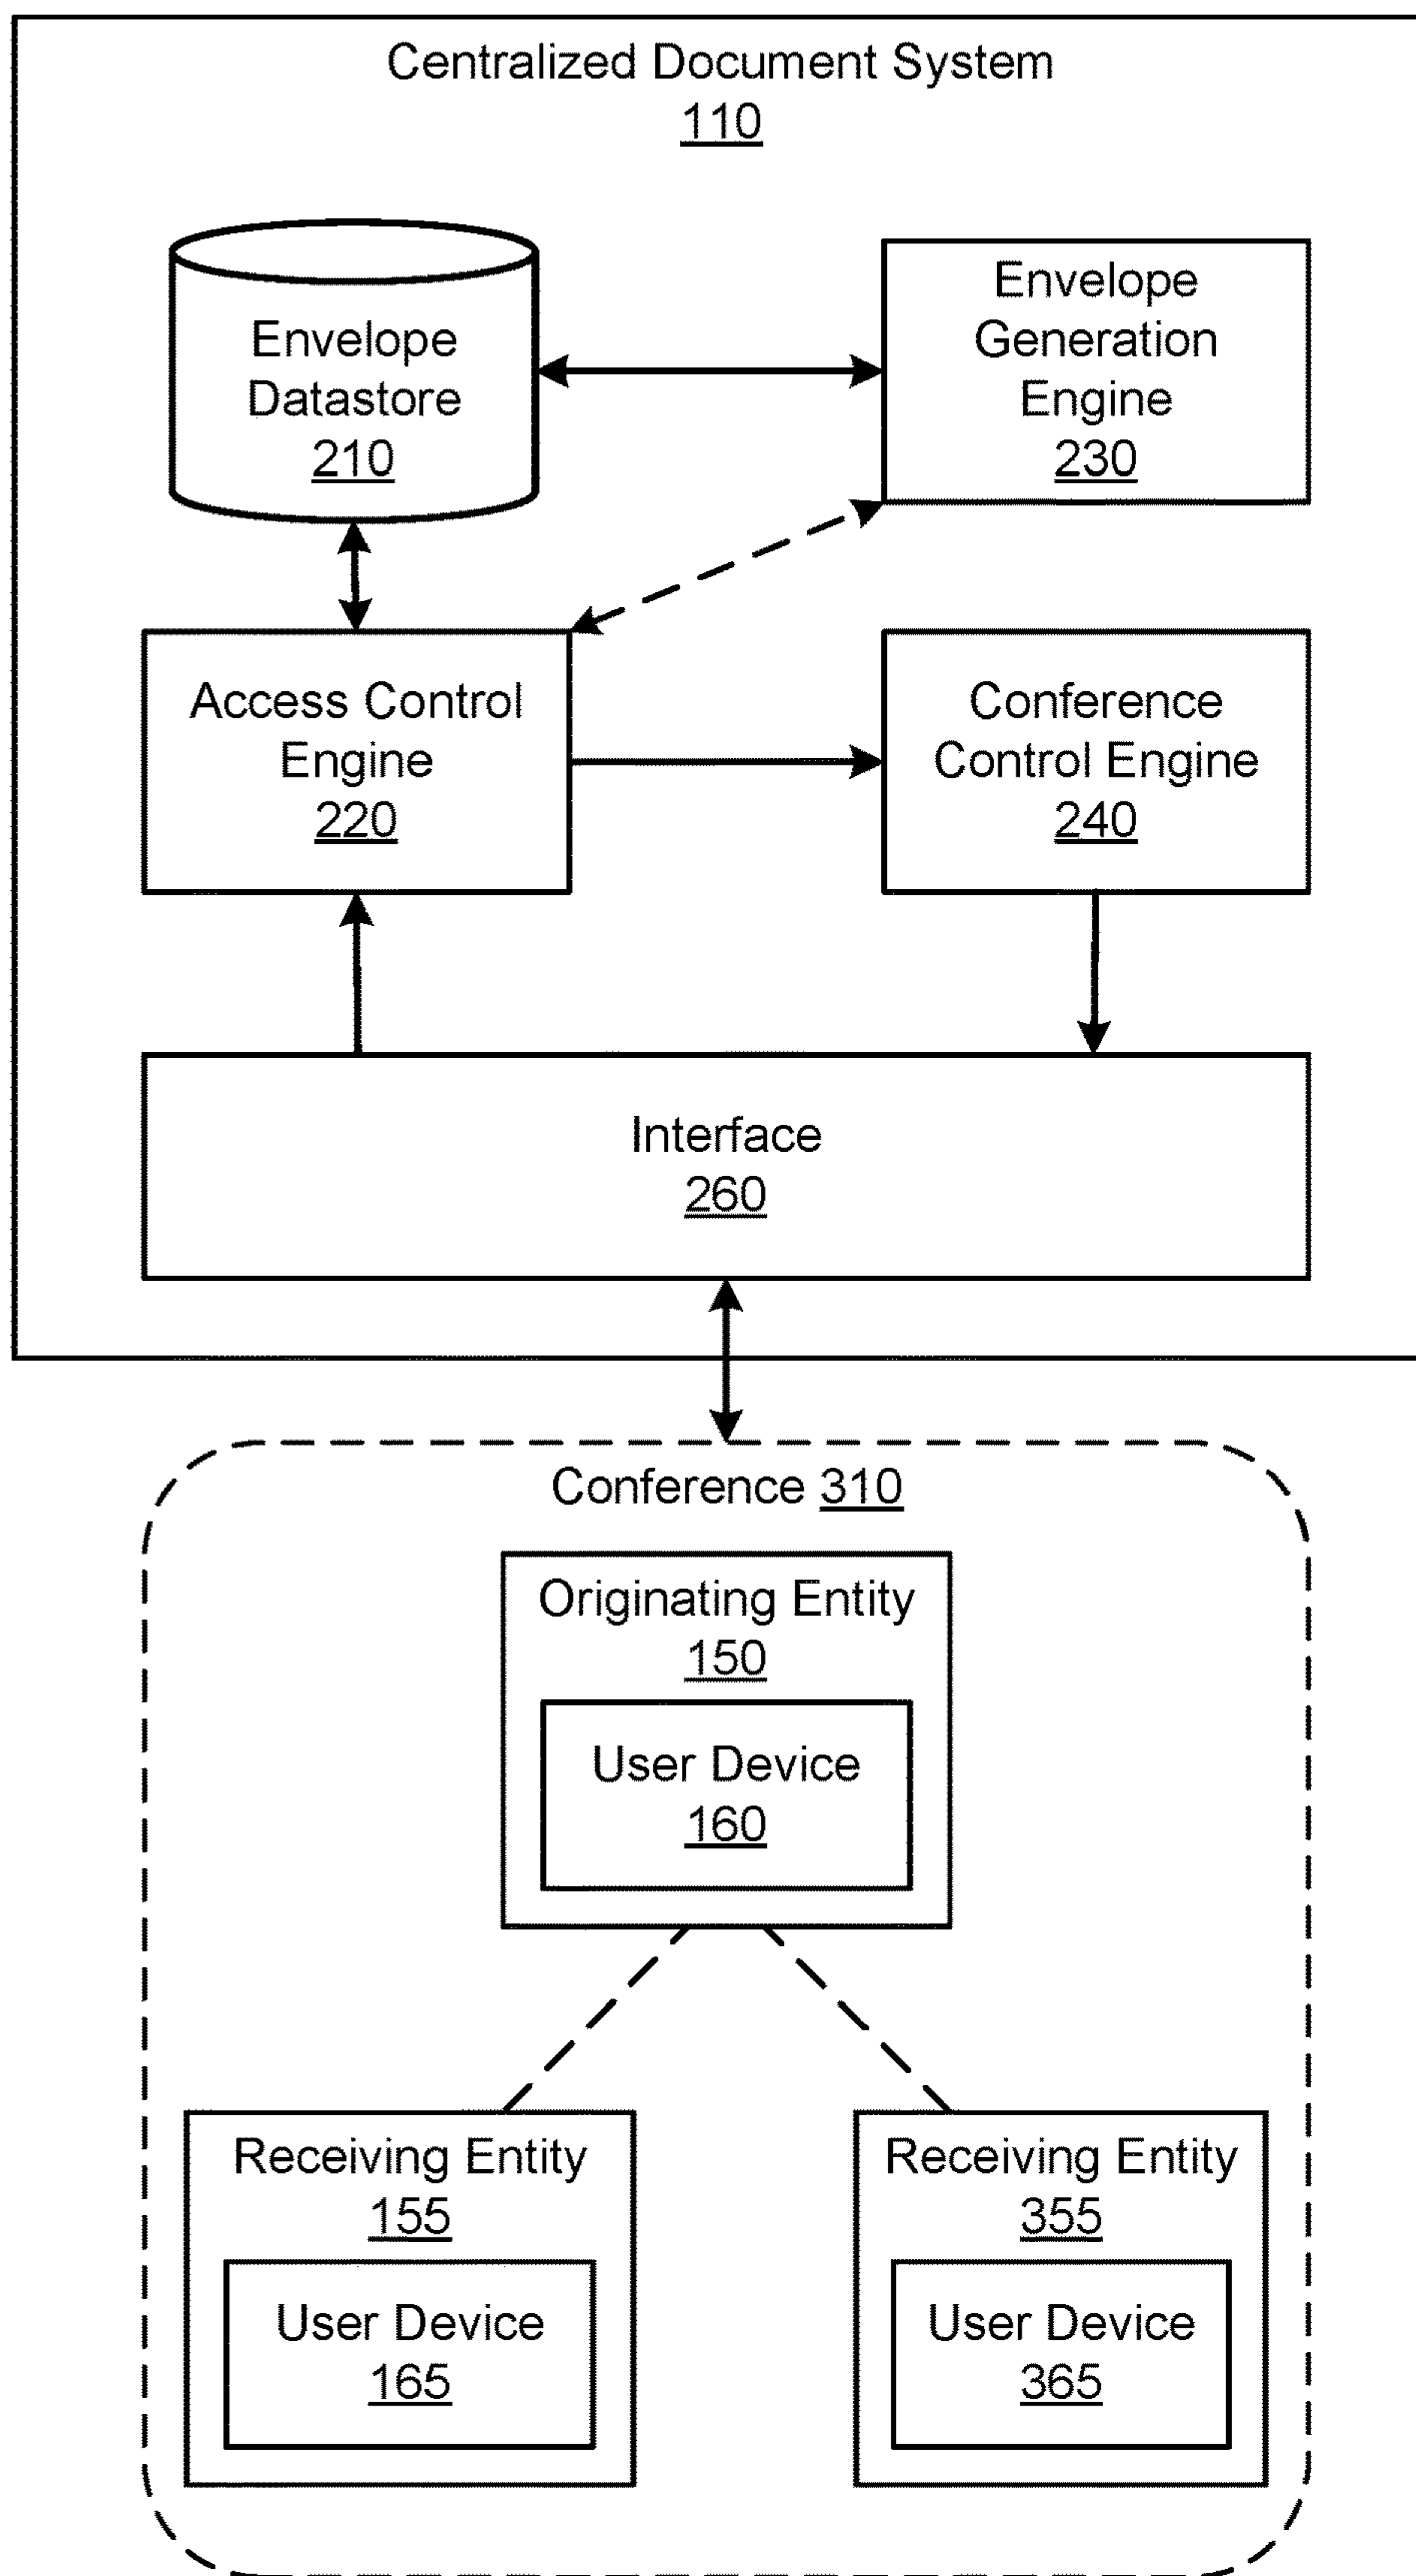 Centralized Document System
110
Envelope
Datastore
210
Envelope
Generation
Engine
230
Access Control
Engine
220
Conference
Control Engine
240
Interface
260
Conference 310
Originating Entity
150
User Device
160
Receiving Entity
155
User Device
165
Receiving Entity
355
User Device
365